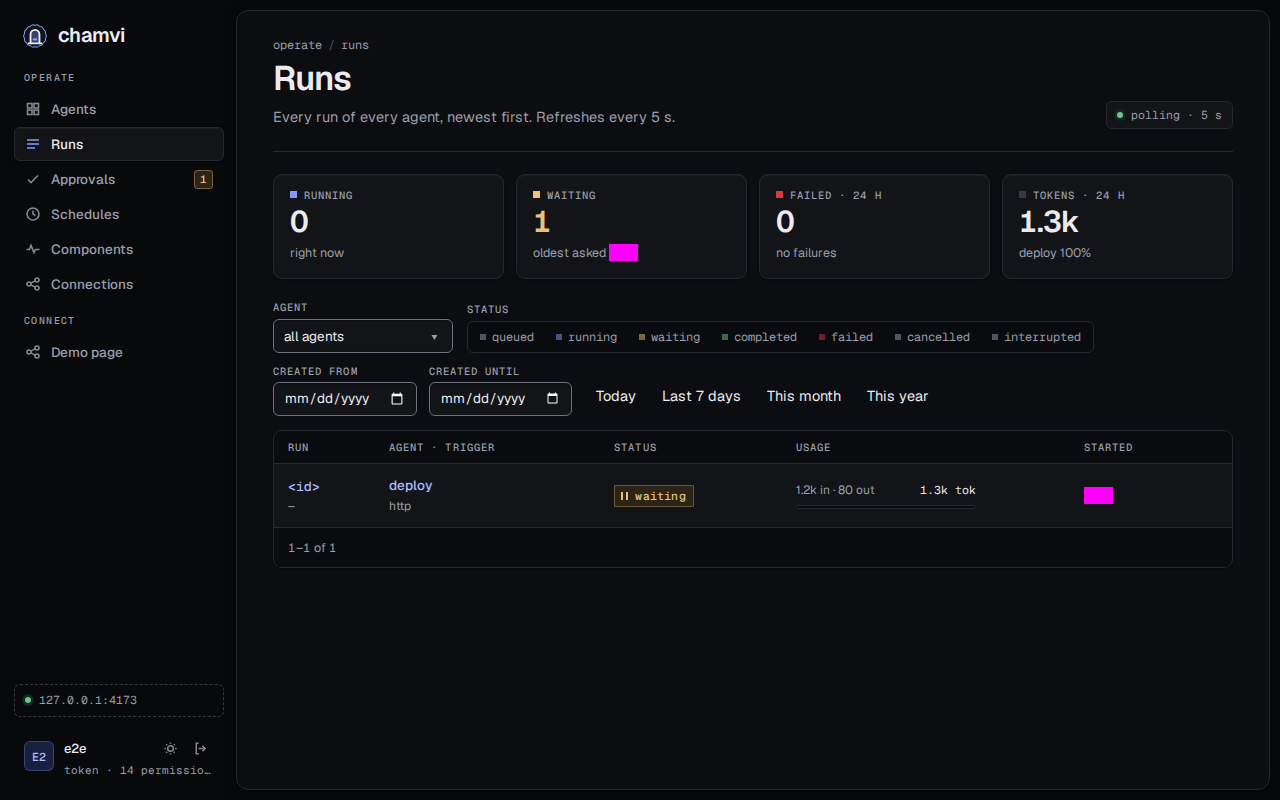 chamvi
OPERATE
Agents
Runs
Approvals 1
Schedules
Components
Connections
CONNECT
Demo page
127.0.0.1:4173
E2 e2e
token · 14 permissio…
operate / runs
Runs
Every run of every agent, newest first. Refreshes every 5 s.
polling · 5 s
RUNNING
0
right now
WAITING
1
oldest asked
FAILED · 24 H
0
no failures
TOKENS · 24 H
1.3k
deploy 100%
AGENT
all agents
STATUS
queued running waiting completed failed cancelled interrupted
CREATED FROM
mm/dd/yyyy
CREATED UNTIL
mm/dd/yyyy
Today Last 7 days This month This year
RUN AGENT · TRIGGER STATUS USAGE STARTED
<id> deploy waiting 1.2k in · 80 out 1.3k tok
– http
1–1 of 1